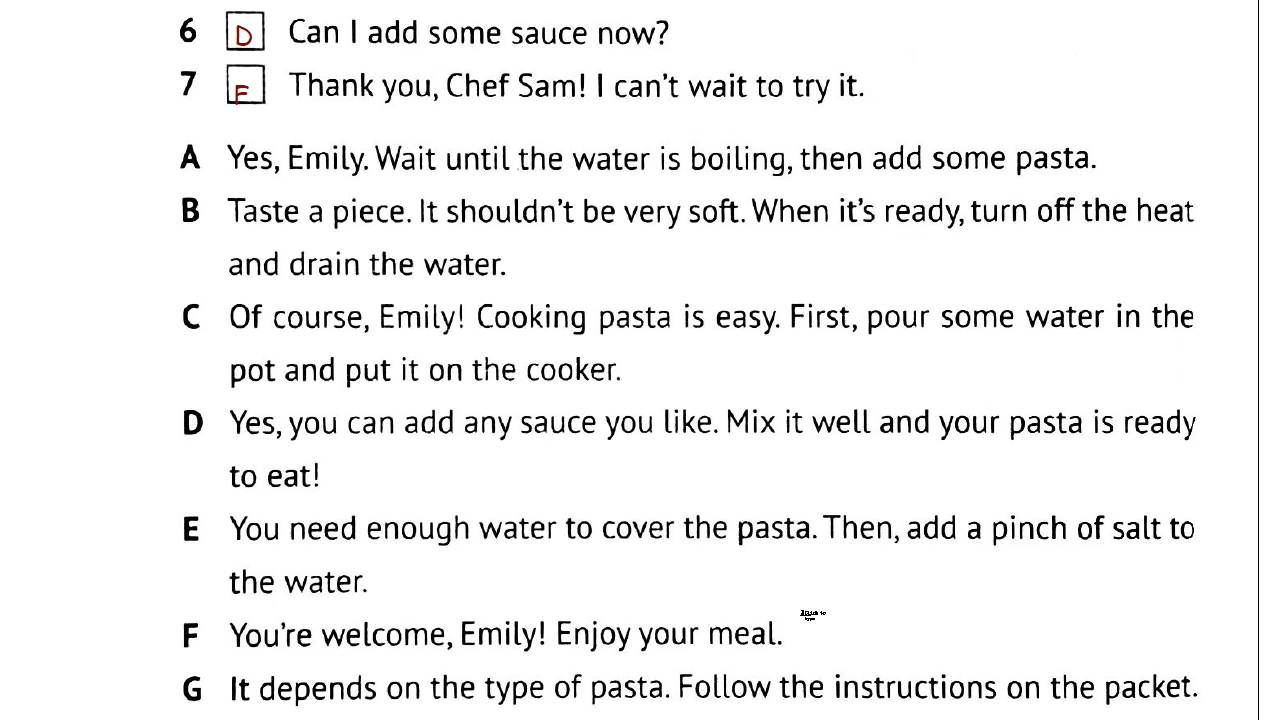 6 D Can I add some sauce now?
7 F Thank you, Chef Sam! I can't wait to try it.
A Yes, Emily. Wait until the water is boiling, then add some pasta.
B Taste a piece. It shouldn't be very soft. When it's ready, turn off the heat
and drain the water.
C Of course, Emily! Cooking pasta is easy. First, pour some water in the
pot and put it on the cooker.
D Yes, you can add any sauce you like. Mix it well and your pasta is ready
to eat!
E You need enough water to cover the pasta. Then, add a pinch of salt to
the water.
F You're welcome, Emily! Enjoy your meal.
G It depends on the type of pasta. Follow the instructions on the packet.